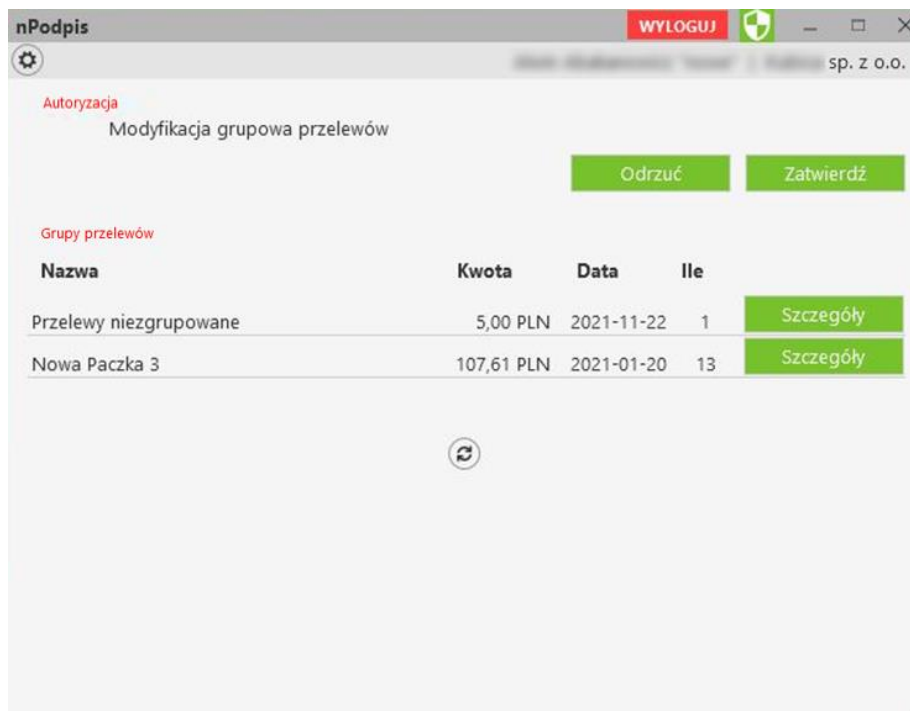 nPodpis WYLOGUJ
sp. z o.o.
Autoryzacja
Modyfikacja grupowa przelewów
Odrzuć Zatwierdź
Grupy przelewów
Nazwa Kwota Data Ile
Przelewy niezgrupowane 5,00 PLN 2021-11-22 1 Szczegóły
Nowa Paczka 3 107,61 PLN 2021-01-20 13 Szczegóły